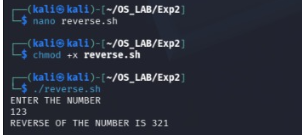 ┌──(kali㉿kali)-[~/OS_LAB/Exp2]
└─$ nano reverse.sh
┌──(kali㉿kali)-[~/OS_LAB/Exp2]
└─$ chmod +x reverse.sh
┌──(kali㉿kali)-[~/OS_LAB/Exp2]
└─$ ./reverse.sh
ENTER THE NUMBER
123
REVERSE OF THE NUMBER IS 321